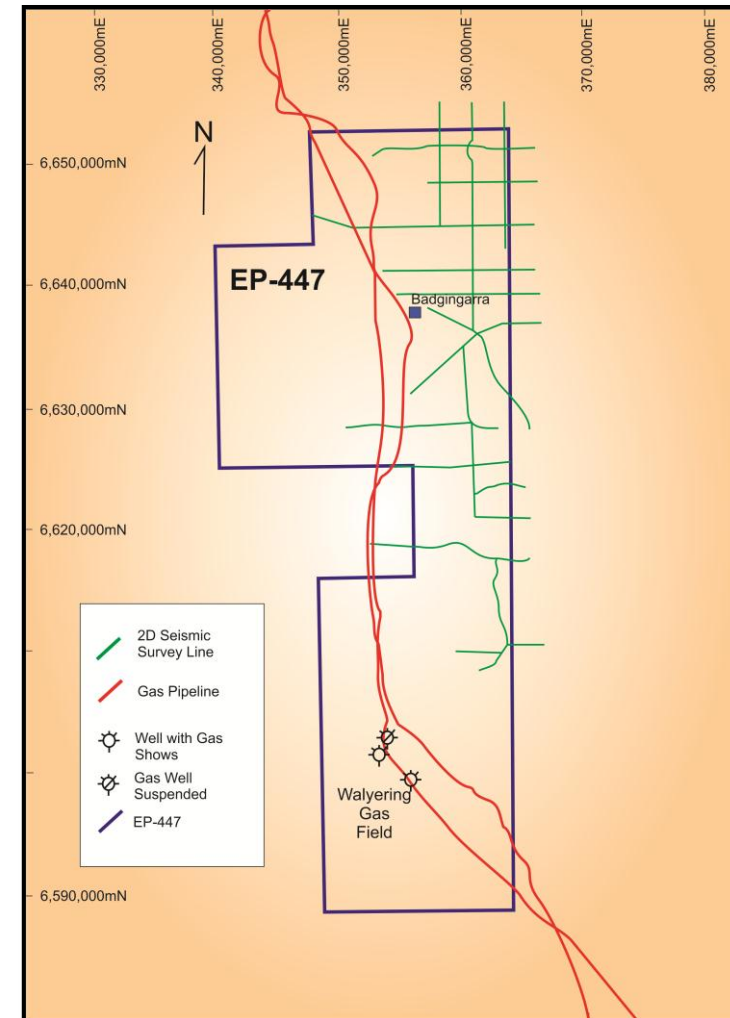 330,000mE
340,000mE
350,000mE
360,000mE
370,000mE
380,000mE
N
6,650,000mN
6,640,000mN
EP-447
Badgingarra
6,630,000mN
6,620,000mN
2D Seismic
Survey Line
Gas Pipeline
Well with Gas
Shows
Gas Well
Suspended
EP-447
Walyering
Gas
Field
6,590,000mN